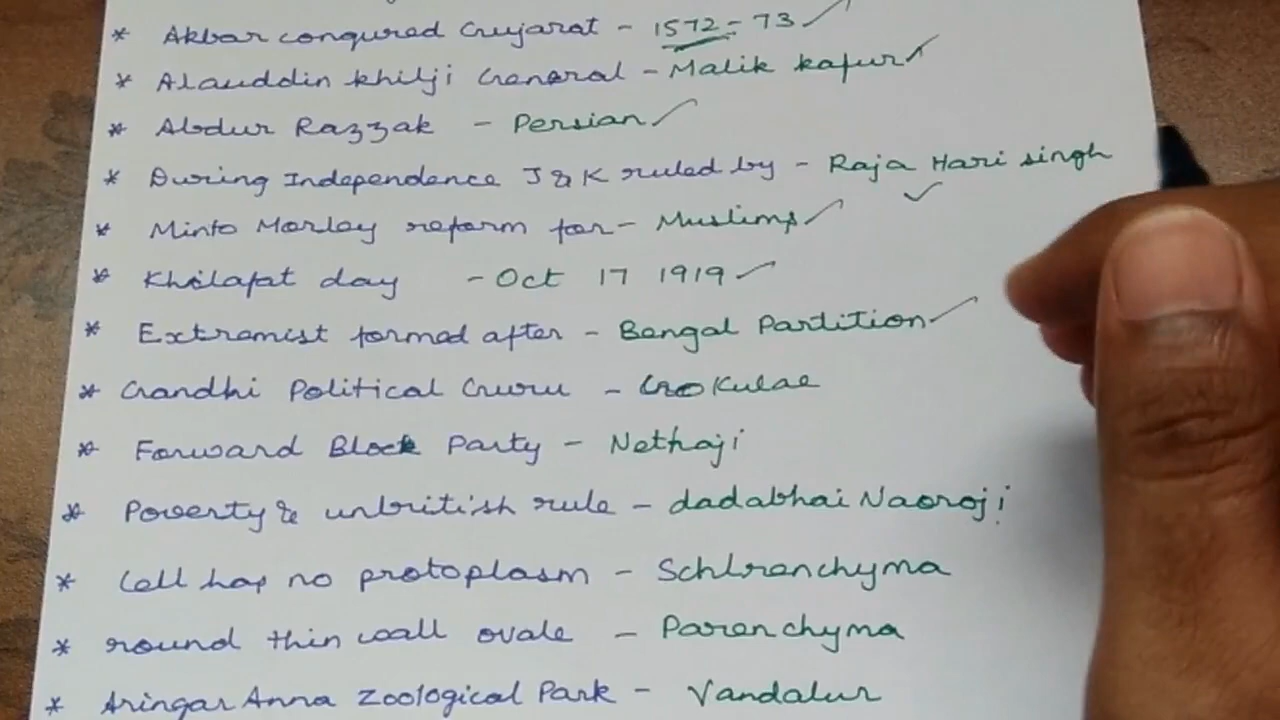 * Akbar conqured Gujarat - 1572 - 73
* Alauddin khilji General - Malik kafur
* Abdur Razzak - Persian
* During Independence J & K ruled by - Raja Hari singh
* Minto Morley reform for - Muslims
* Khilafat day - Oct 17 1919
* Extremist formed after - Bengal Partition
* Gandhi Political Guru - Gokulae
* Forward Block Party - Nethaji
* Poverty & unbritish rule - dadabhai Naoroji
* Cell has no protoplasm - Schlrenchyma
* round thin wall ovale - Parenchyma
* Aringar Anna Zoological Park - Vandalur